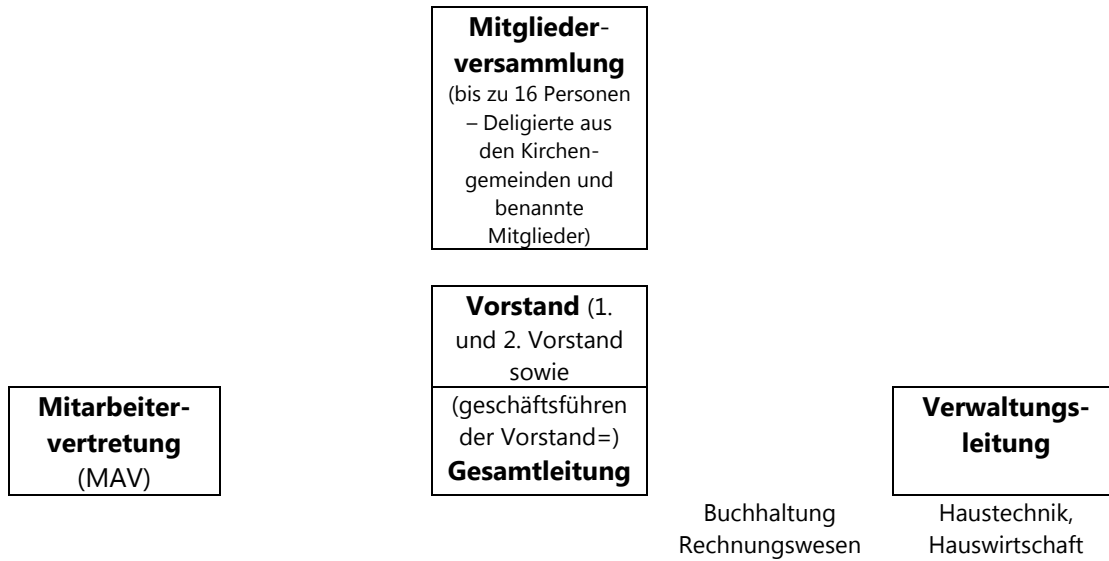 Mitglieder-
versammlung
(bis zu 16 Personen
– Deligierte aus
den Kirchen-
gemeinden und
benannte
Mitglieder)
Vorstand (1.
und 2. Vorstand
sowie
(geschäftsführen
der Vorstand=)
Gesamtleitung
Mitarbeiter-
vertretung
(MAV)
Verwaltungs-
leitung
Buchhaltung
Rechnungswesen
Haustechnik,
Hauswirtschaft